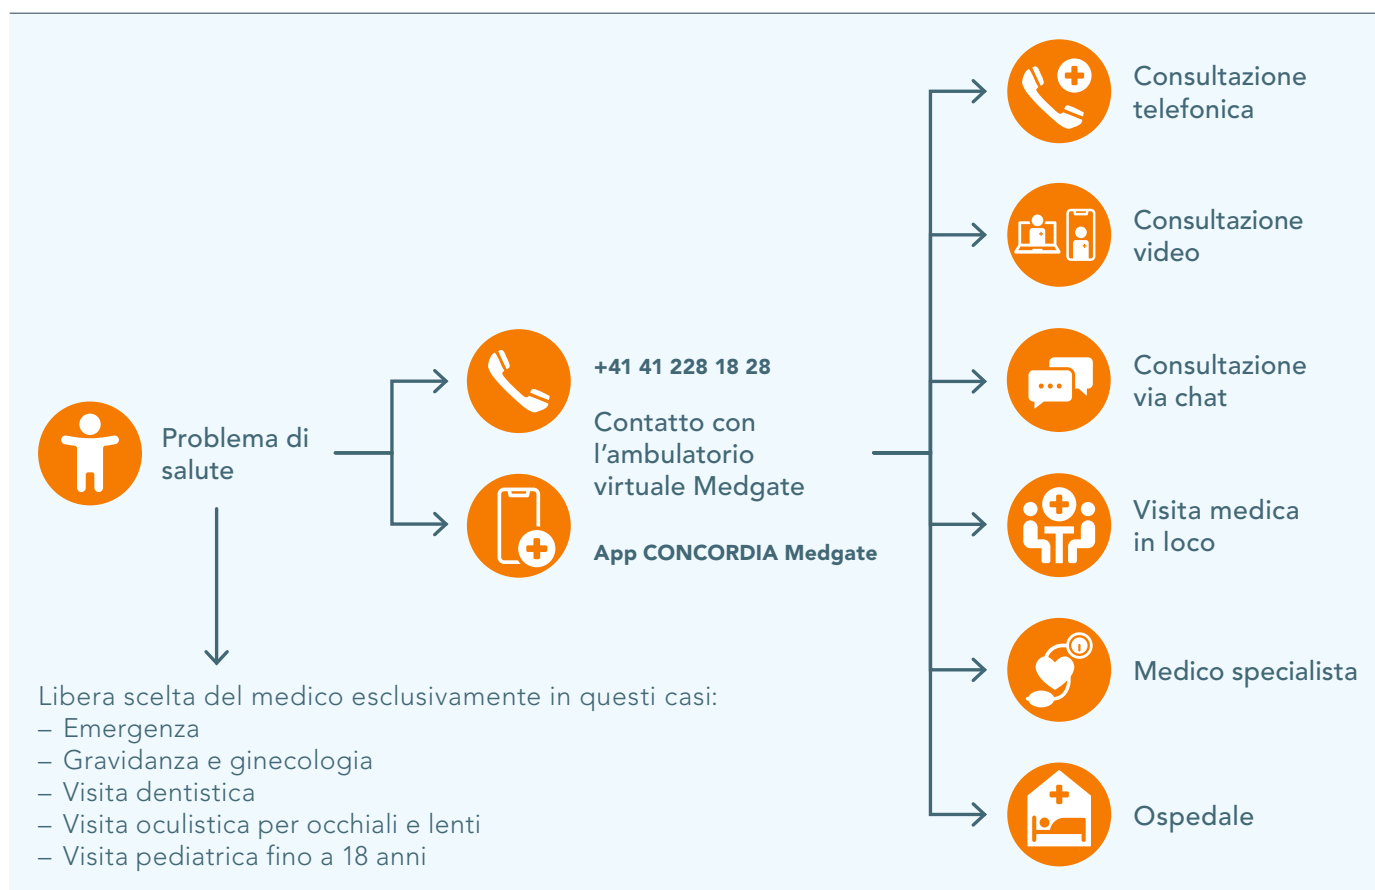 Problema di
salute
+41 41 228 18 28
Contatto con
l'ambulatorio
virtuale Medgate
App CONCORDIA Medgate
Consultazione
telefonica
Consultazione
video
Consultazione
via chat
Visita medica
in loco
Medico specialista
Ospedale
Libera scelta del medico esclusivamente in questi casi:
– Emergenza
– Gravidanza e ginecologia
– Visita dentistica
– Visita oculistica per occhiali e lenti
– Visita pediatrica fino a 18 anni